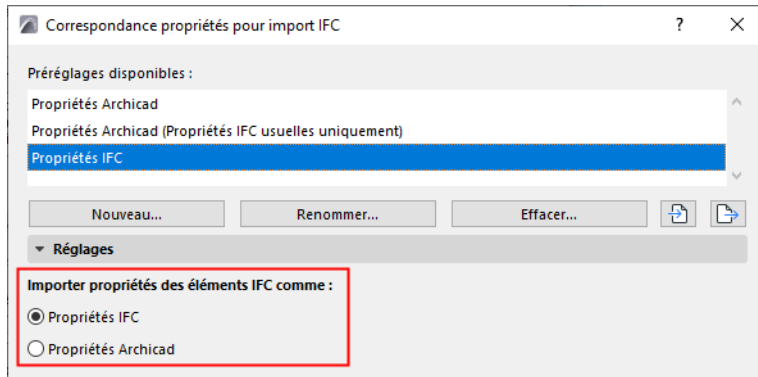 Correspondance propriétés pour import IFC
?
Préréglages disponibles :
Propriétés Archicad
Propriétés Archicad (Propriétés IFC usuelles uniquement)
Propriétés IFC
Nouveau... Renommer... Effacer...
Réglages
Importer propriétés des éléments IFC comme :
Propriétés IFC
Propriétés Archicad